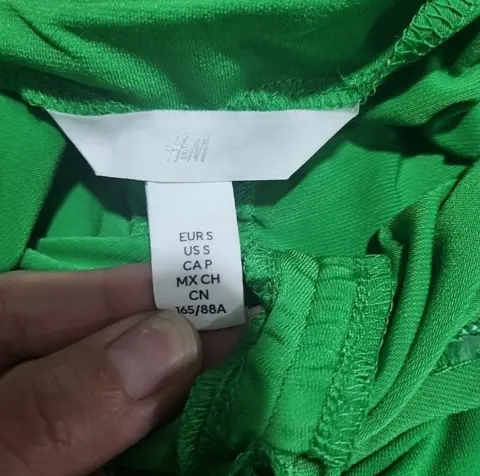 H&M
EUR S
US S
CA P
MX CH
CN
165/88A